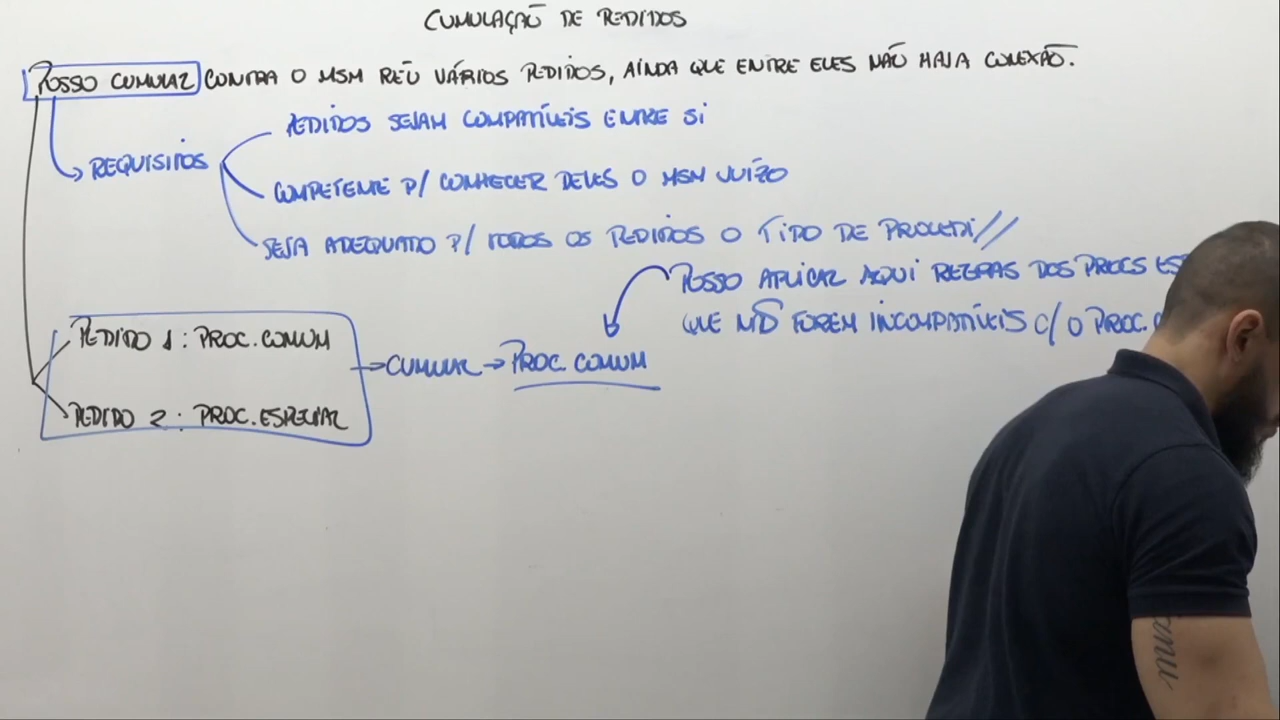 CUMULAÇÃO DE PEDIDOS
POSSO CUMULAR CONTRA O MSM RÉU VÁRIOS PEDIDOS, AINDA QUE ENTRE ELES NÃO HAJA CONEXÃO.
PEDIDOS SEJAM COMPATÍVEIS ENTRE SI
REQUISITOS
COMPETENTE P/ CONHECER DELES O MSM JUÍZO
SEJA ADEQUADO P/ TODOS OS PEDIDOS O TIPO DE PROCEDI//
POSSO APLICAR AQUI REGRAS DOS PROCS ES
QUE NÃO FOREM INCOMPATÍVEIS C/ O PROC.
PEDIDO 1: PROC. COMUM
CUMULAR → PROC. COMUM
PEDIDO 2: PROC. ESPECIAL